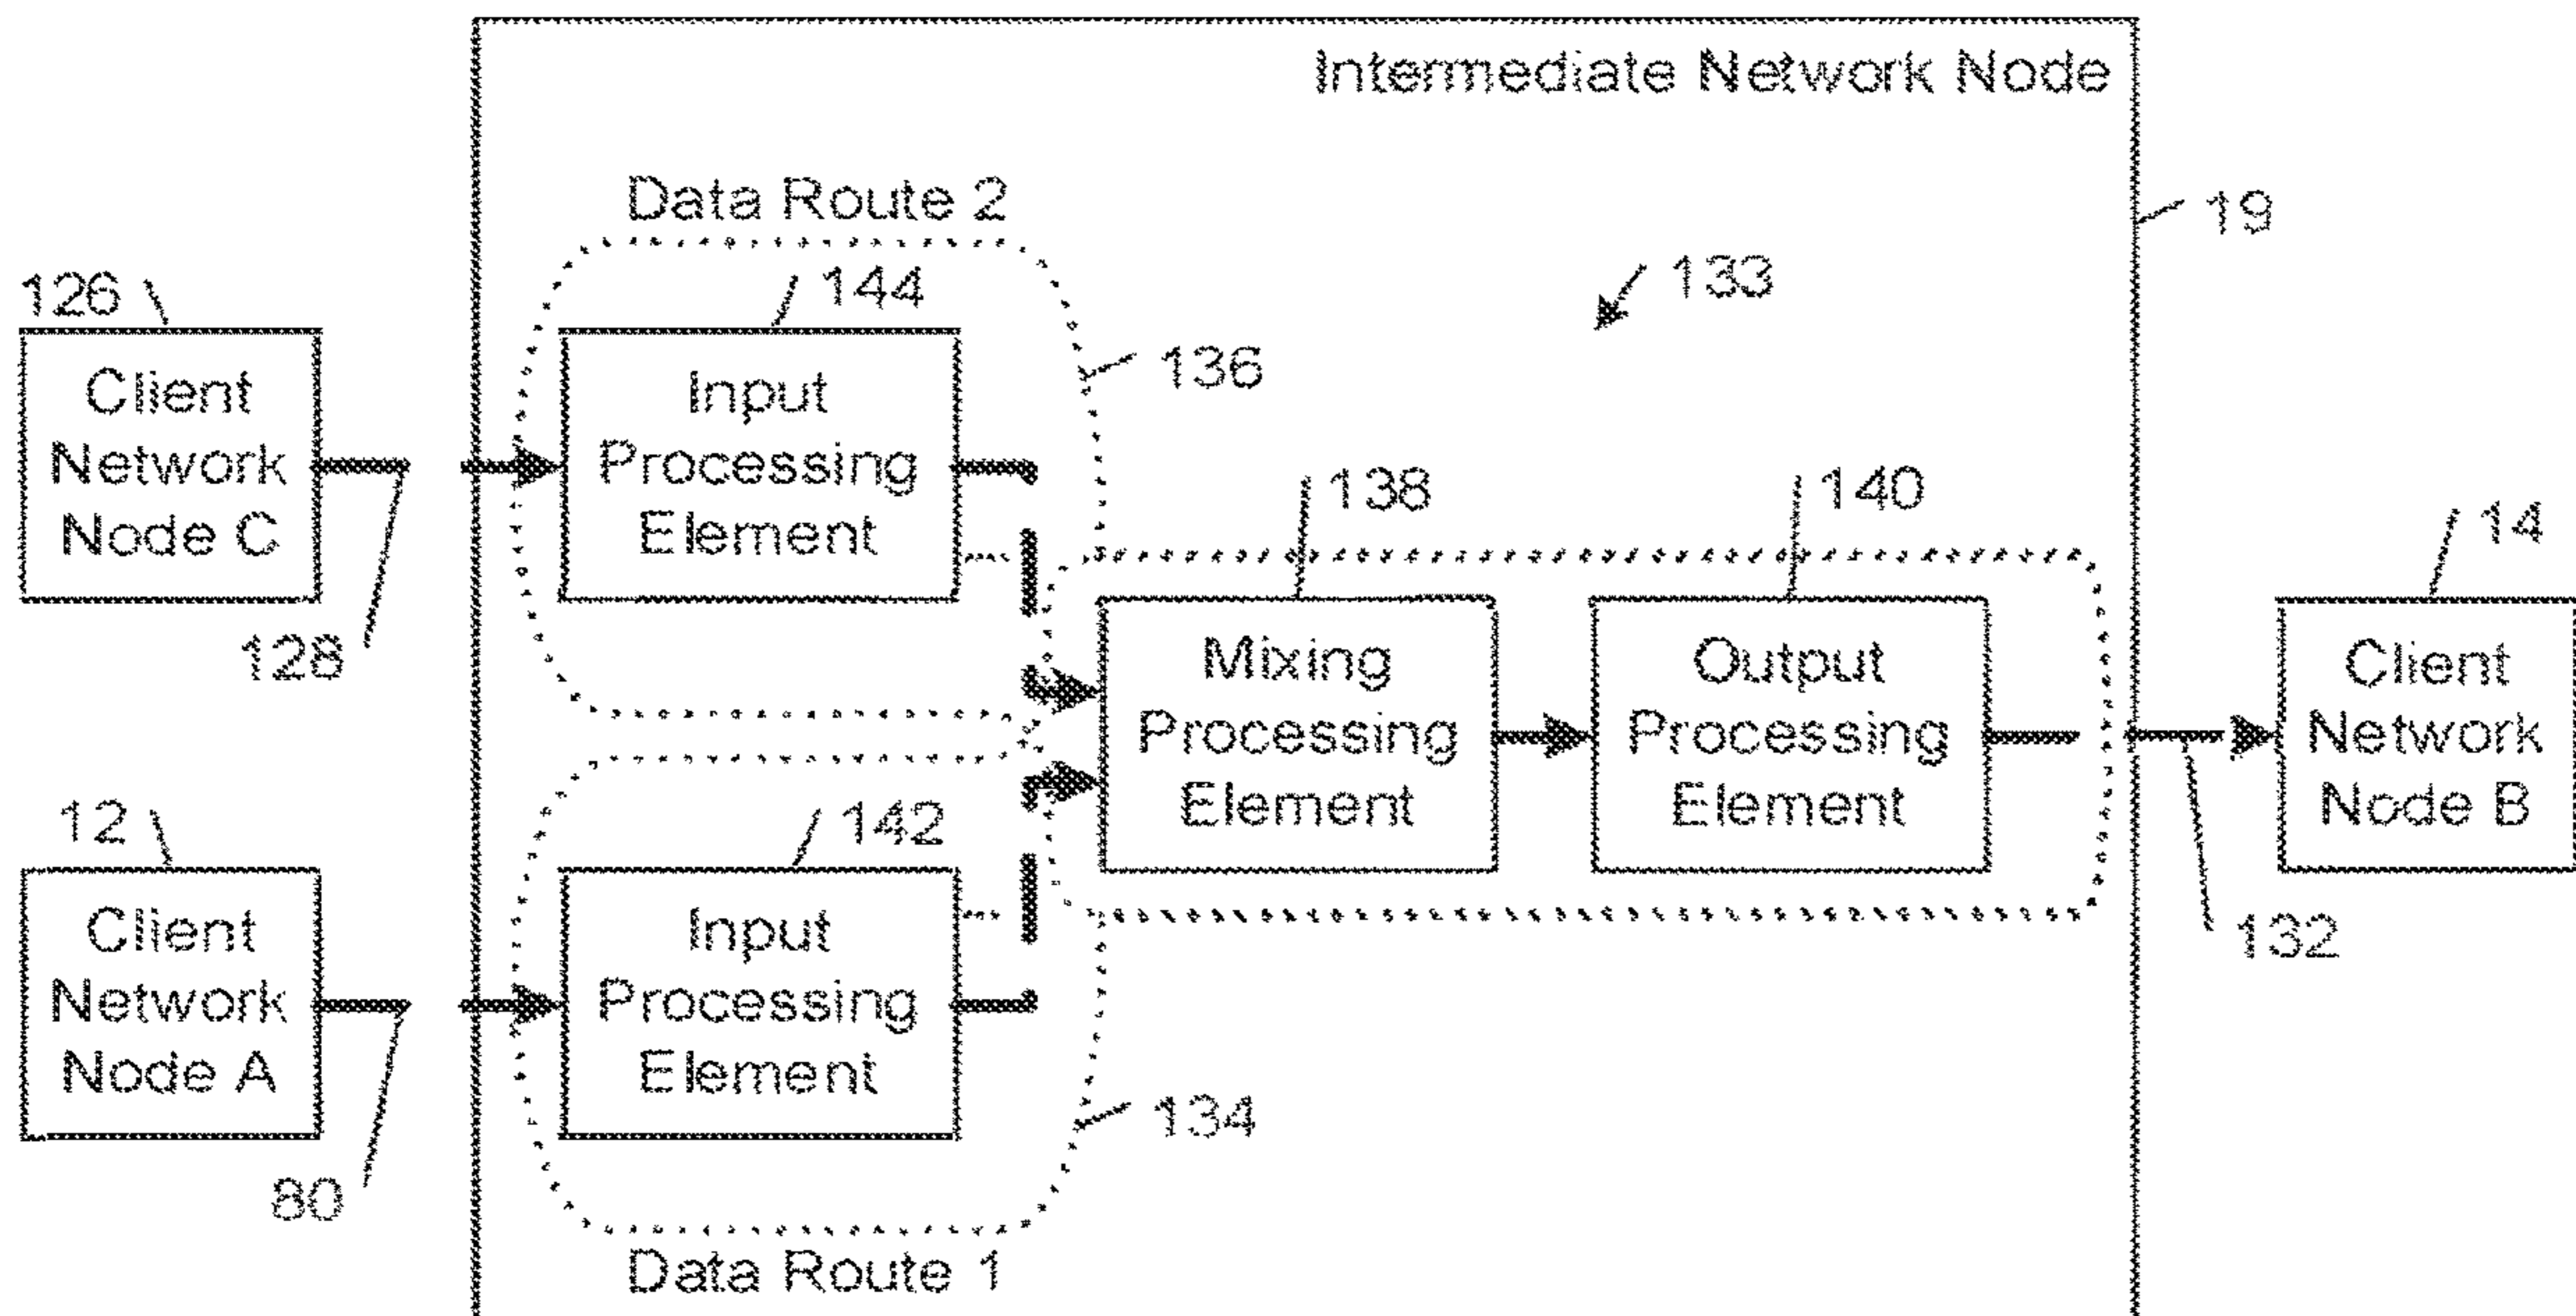 Intermediate Network Node
19
Data Route 2
133
126
144
136
Client
Network
Node C
Input
Processing
Element
128
138
140
14
Mixing
Processing
Element
Output
Processing
Element
Client
Network
Node B
132
12
142
Client
Network
Node A
Input
Processing
Element
134
80
Data Route 1